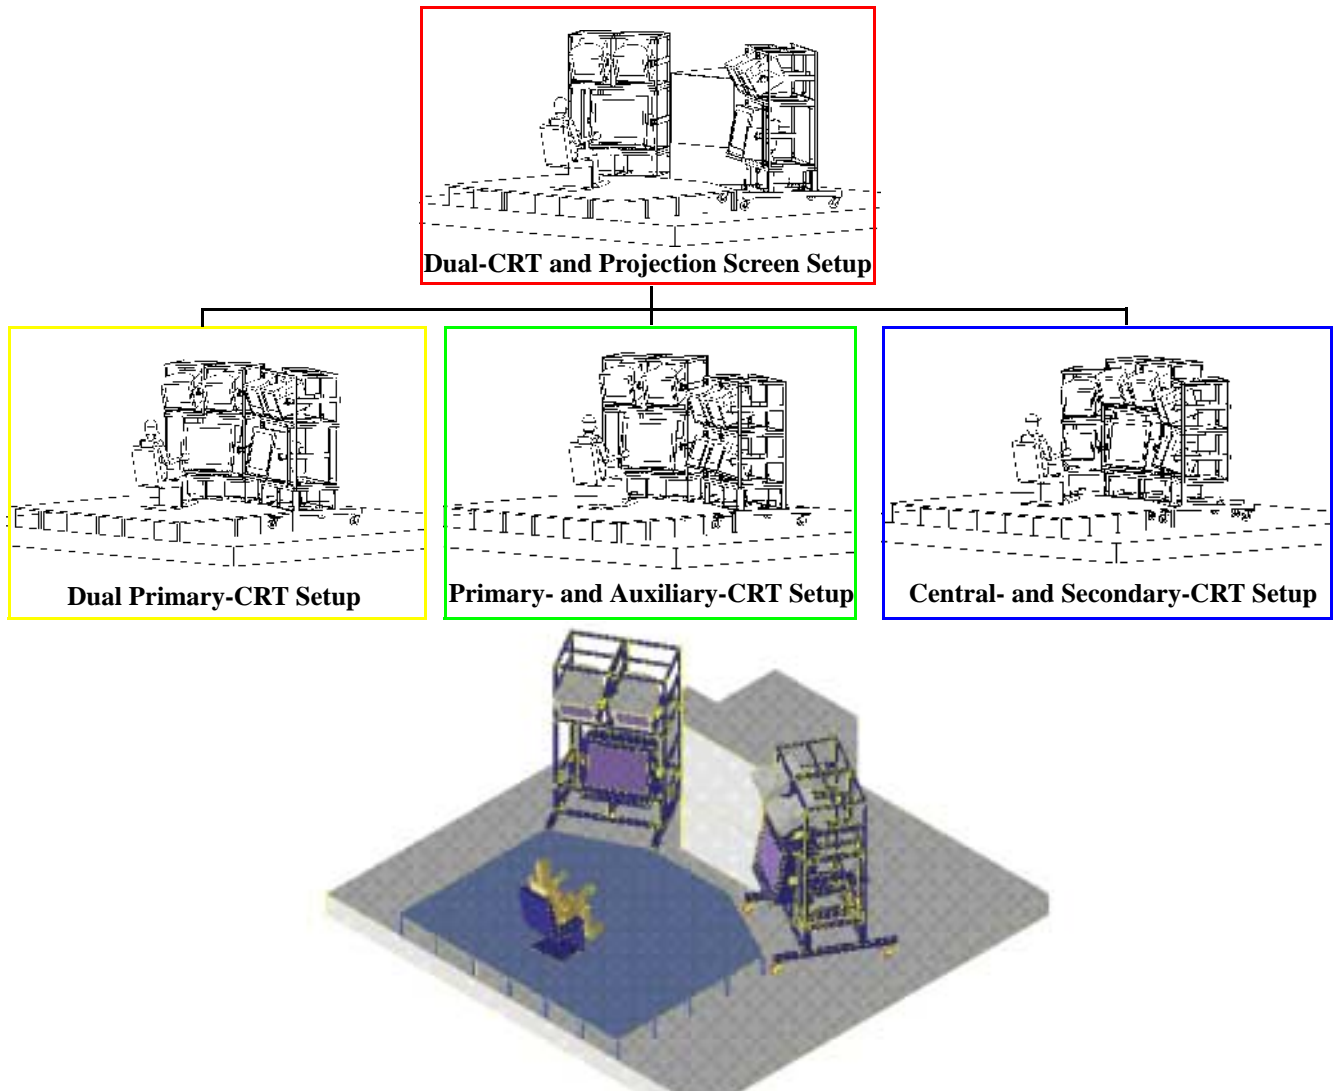 Dual-CRT and Projection Screen Setup
Dual Primary-CRT Setup
Primary- and Auxiliary-CRT Setup
Central- and Secondary-CRT Setup